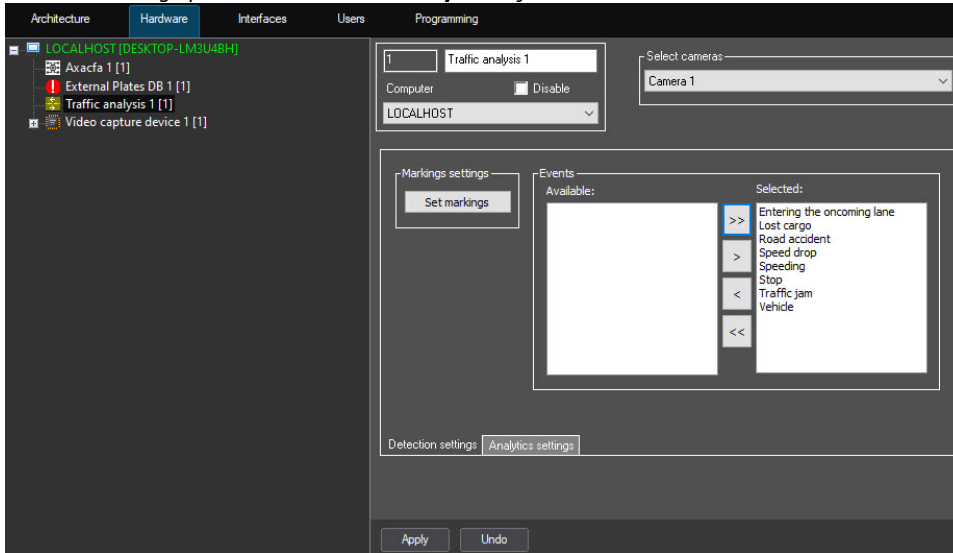 Architecture Hardware Interfaces Users Programming
LOCALHOST [DESKTOP-LM3U4BH]
Axacfa 1 [1]
External Plates DB 1 [1]
Traffic analysis 1 [1]
Video capture device 1 [1]
1 Traffic analysis 1
Computer Disable
LOCALHOST
Select cameras
Camera 1
Markings settings
Set markings
Events
Available:
Selected:
>>
>
<
<<
Entering the oncoming lane
Lost cargo
Road accident
Speed drop
Speeding
Stop
Traffic jam
Vehicle
Detection settings Analytics settings
Apply Undo